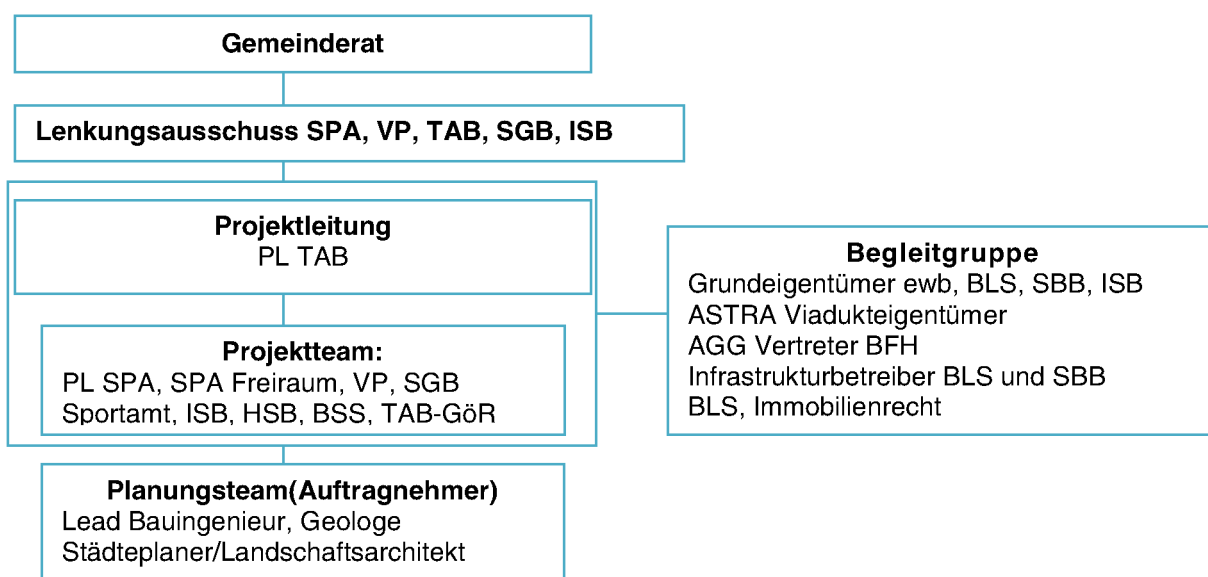 Gemeinderat
Lenkungsausschuss SPA, VP, TAB, SGB, ISB
Projektleitung
PL TAB
Projektteam:
PL SPA, SPA Freiraum, VP, SGB
Sportamt, ISB, HSB, BSS, TAB-GöR
Begleitgruppe
Grundeigentümer ewb, BLS, SBB, ISB
ASTRA Viadukteigentümer
AGG Vertreter BFH
Infrastrukturbetreiber BLS und SBB
BLS, Immobilienrecht
Planungsteam(Auftragnehmer)
Lead Bauingenieur, Geologe
Städteplaner/Landschaftsarchitekt